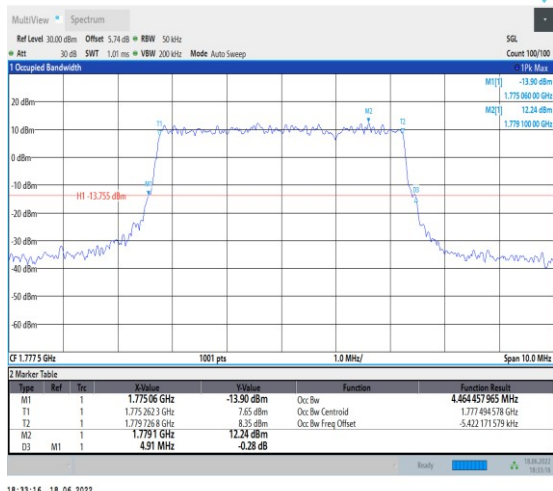 MultiView Spectrum
Ref Level 30.00 dBm Offset 5.74 dB RBW 50 kHz SGL
Att 30 dB SWT 1.01 ms VBW 200 kHz Mode Auto Sweep Count 100/100
1 Occupied Bandwidth 1Pk Max
M1[1] -13.90 dBm
1.775 060 00 GHz
M2[1] 12.24 dBm
1.779 100 00 GHz
20 dBm
M2
T1 T2
10 dBm
0 dBm
-10 dBm
M1 D3
H1 -13.755 dBm
-20 dBm
-30 dBm
-40 dBm
-50 dBm
-60 dBm
CF 1.777 5 GHz 1001 pts 1.0 MHz/ Span 10.0 MHz
2 Marker Table
Type Ref Trc X-Value Y-Value Function Function Result
M1 1 1.775 06 GHz -13.90 dBm Occ Bw 4.464 457 965 MHz
T1 1 1.775 262 3 GHz 7.65 dBm Occ Bw Centroid 1.777 494 578 GHz
T2 1 1.779 726 8 GHz 8.35 dBm Occ Bw Freq Offset -5.422 171 579 kHz
M2 1 1.779 1 GHz 12.24 dBm
D3 M1 1 4.91 MHz -0.28 dB
Ready 18.06.2022
18:33:16
18:33:16 18.06.2022